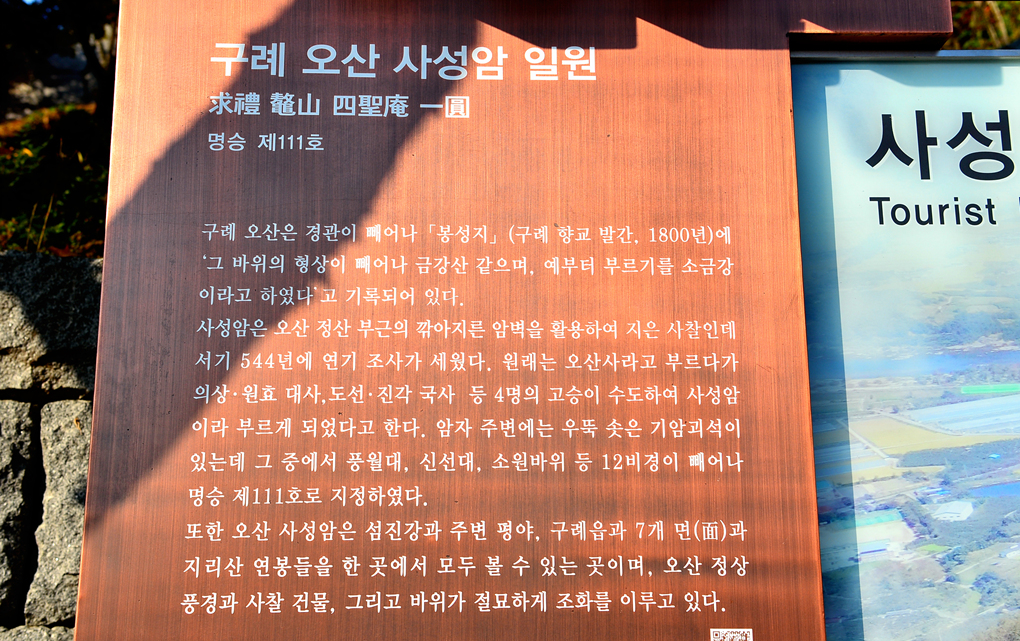 구례 오산 사성암 일원
求禮 鼇山 四聖庵 一圓
명승 제111호
구례 오산은 경관이 빼어나 「봉성지」(구례 향교 발간, 1800년)에
‘그 바위의 형상이 빼어나 금강산 같으며, 예부터 부르기를 소금강
이라고 하였다’고 기록되어 있다.
사성암은 오산 정산 부근의 깎아지른 암벽을 활용하여 지은 사찰인데
서기 544년에 연기 조사가 세웠다. 원래는 오산사라고 부르다가
의상·원효 대사,도선·진각 국사 등 4명의 고승이 수도하여 사성암
이라 부르게 되었다고 한다. 암자 주변에는 우뚝 솟은 기암괴석이
있는데 그 중에서 풍월대, 신선대, 소원바위 등 12비경이 빼어나
명승 제111호로 지정하였다.
또한 오산 사성암은 섬진강과 주변 평야, 구례읍과 7개 면(面)과
지리산 연봉들을 한 곳에서 모두 볼 수 있는 곳이며, 오산 정상
풍경과 사찰 건물, 그리고 바위가 절묘하게 조화를 이루고 있다.
사성
Tourist